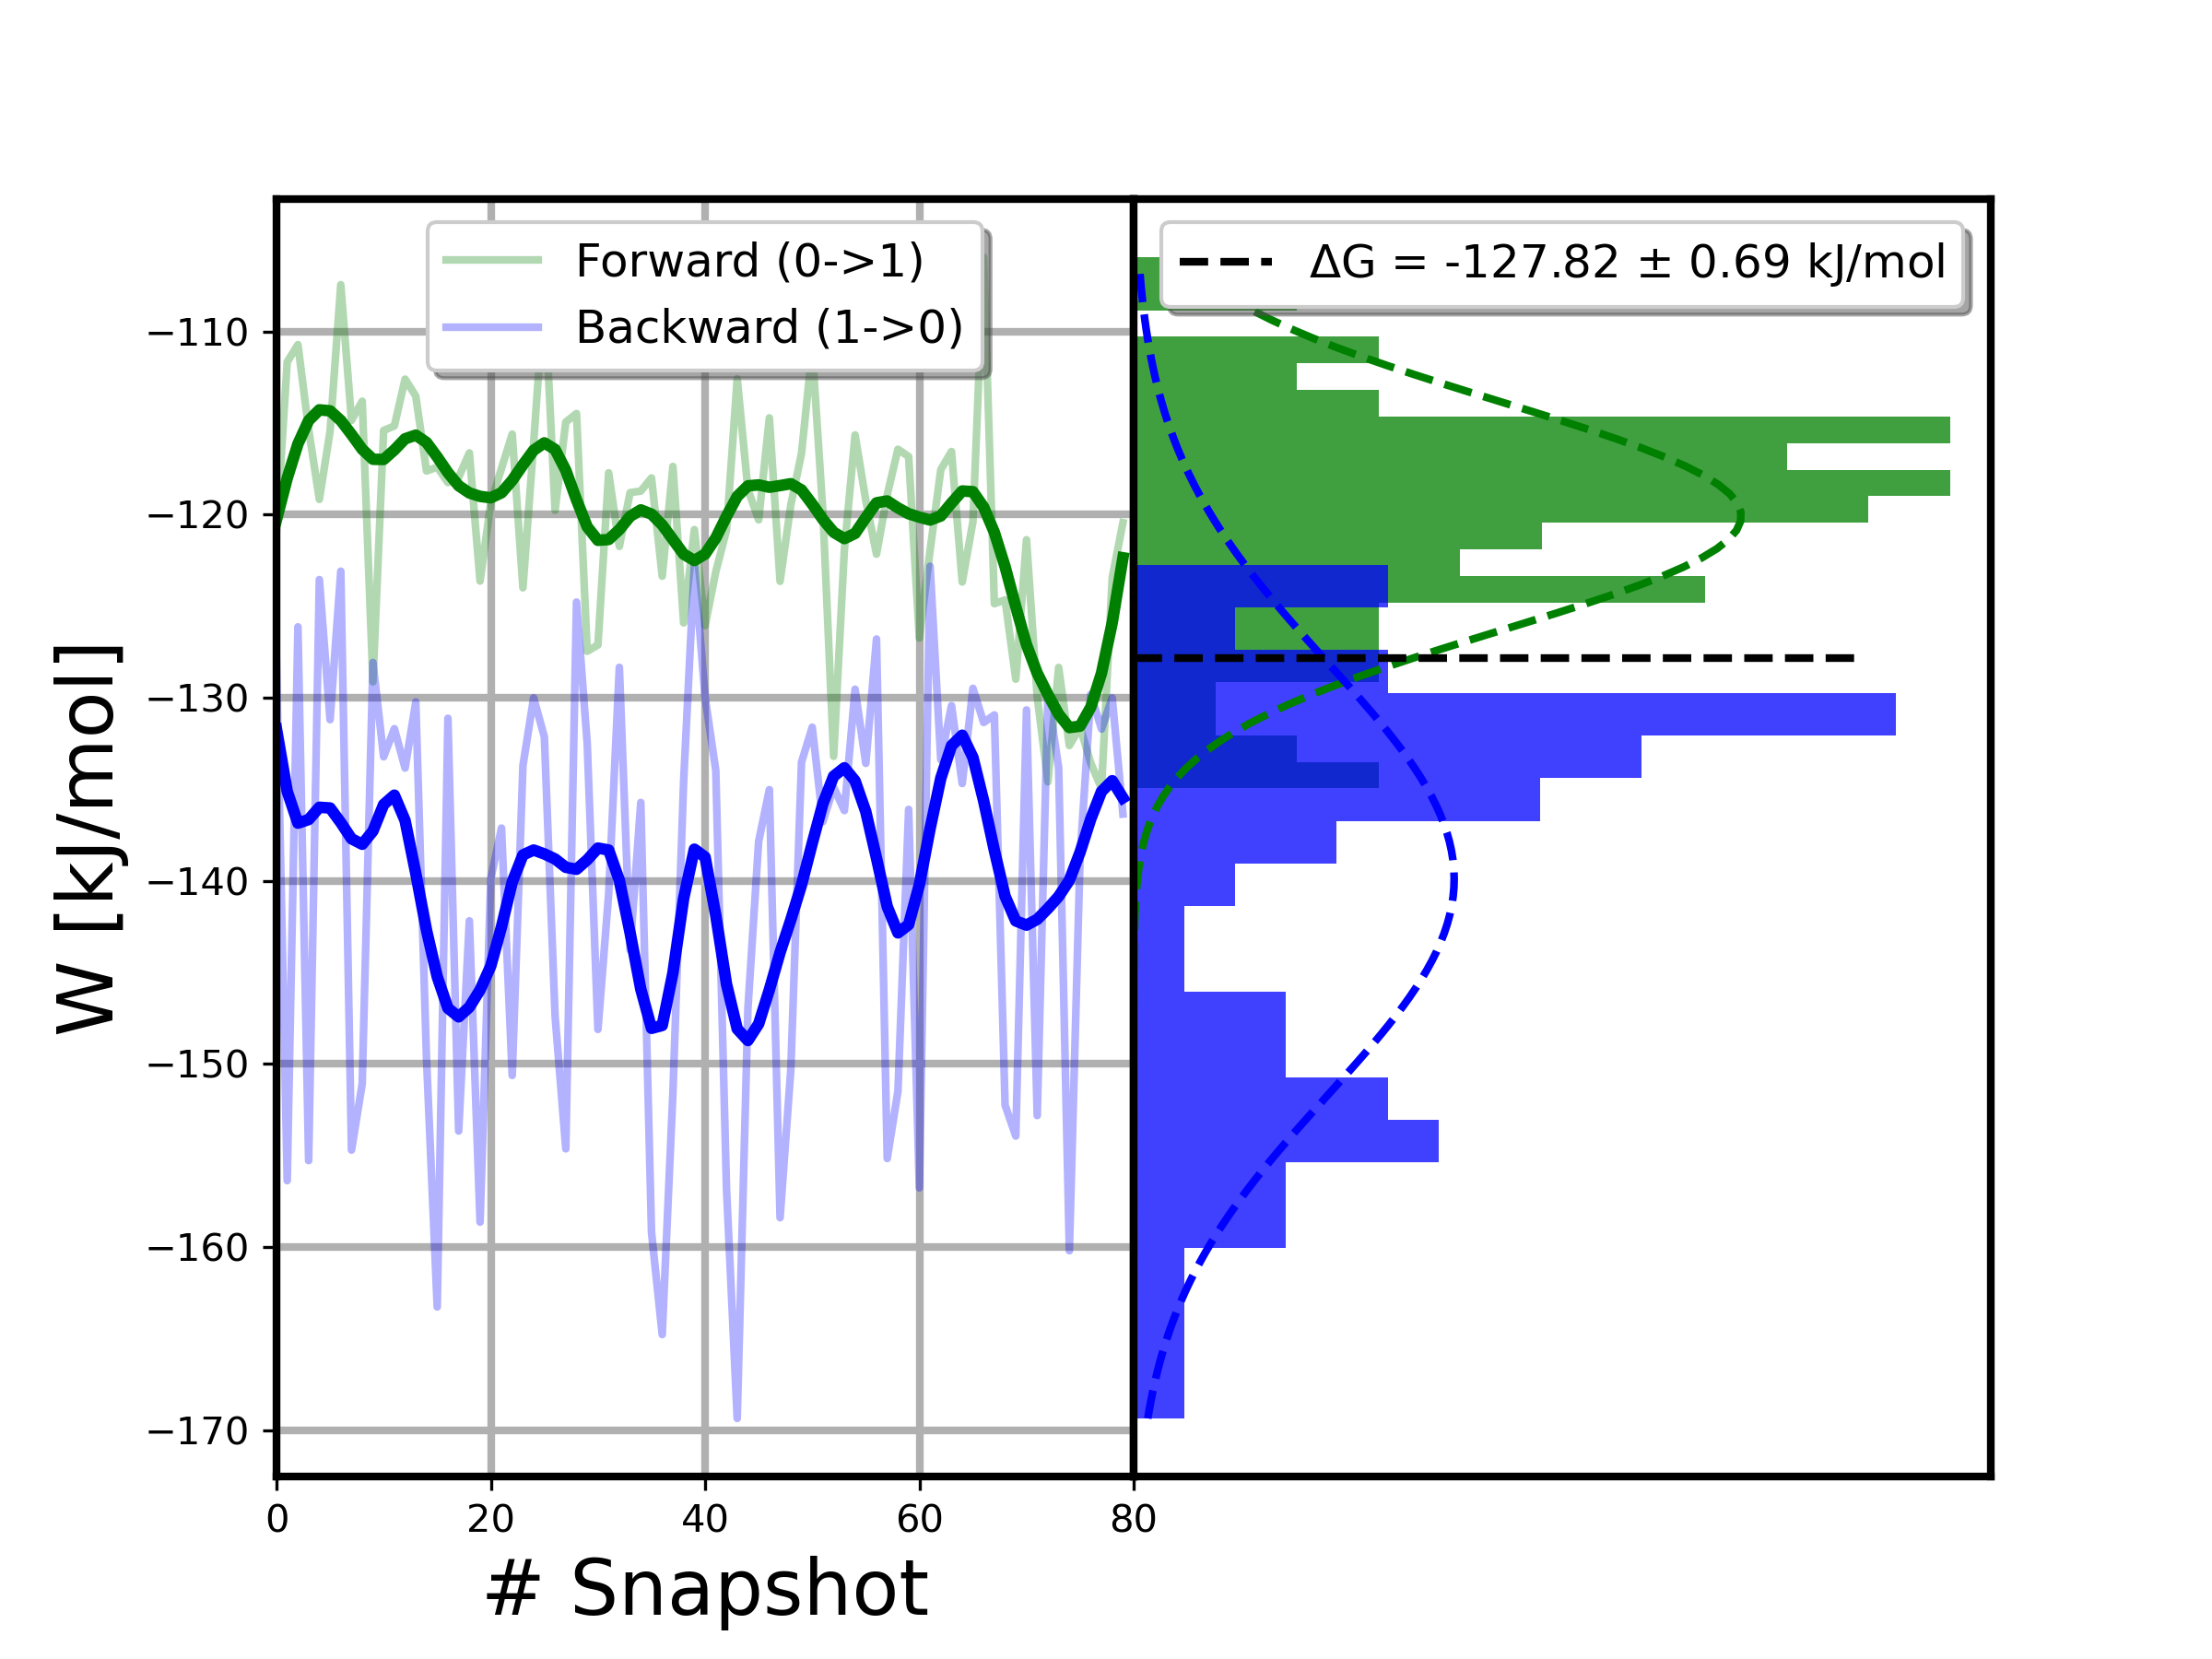 Forward (0->1)
Backward (1->0)
ΔG = -127.82 ± 0.69 kJ/mol
W [kJ/mol]
−110
−120
−130
−140
−150
−160
−170
0 20 40 60 80
# Snapshot